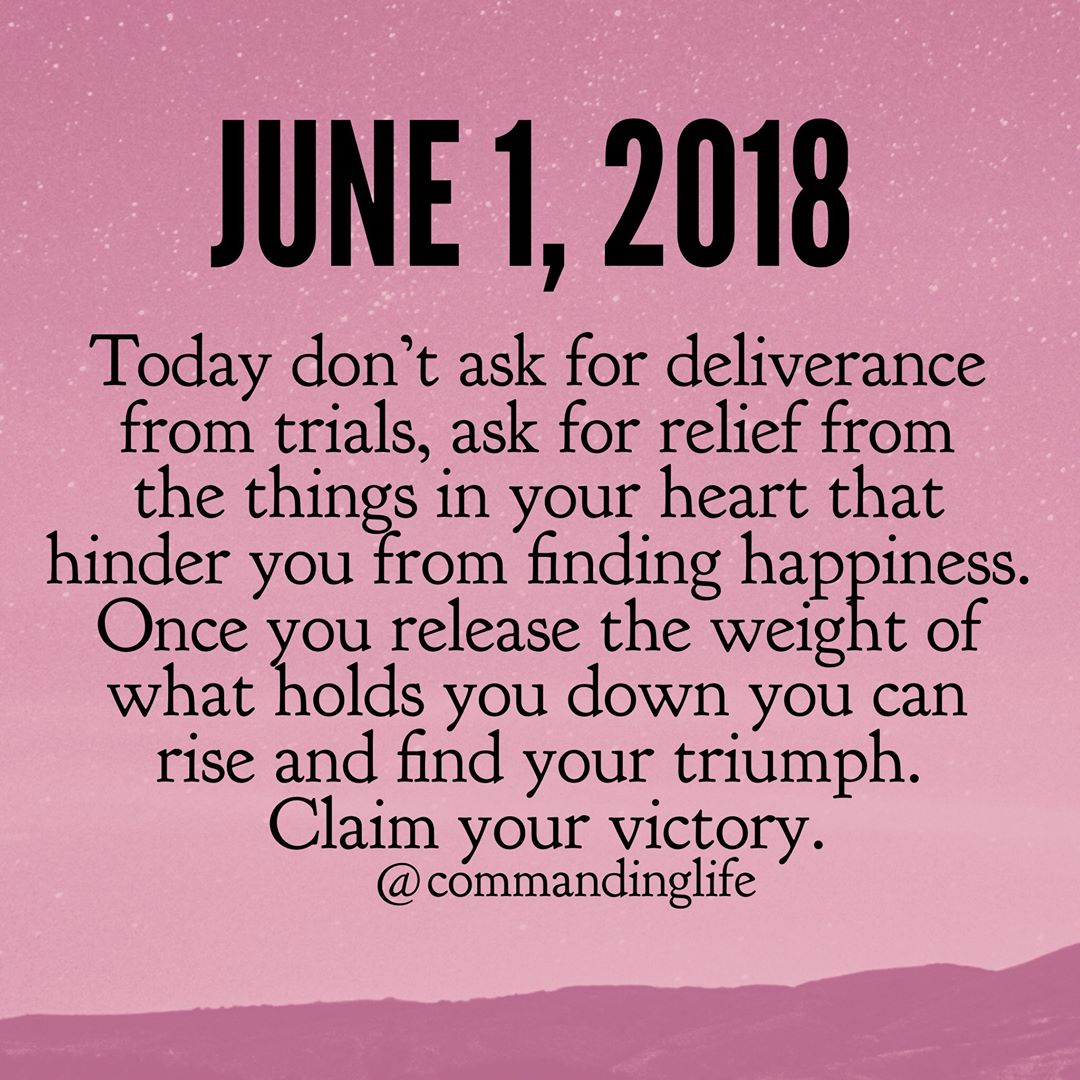 JUNE 1, 2018
Today don’t ask for deliverance
from trials, ask for relief from
the things in your heart that
hinder you from finding happiness.
Once you release the weight of
what holds you down you can
rise and find your triumph.
Claim your victory.
@commandinglife